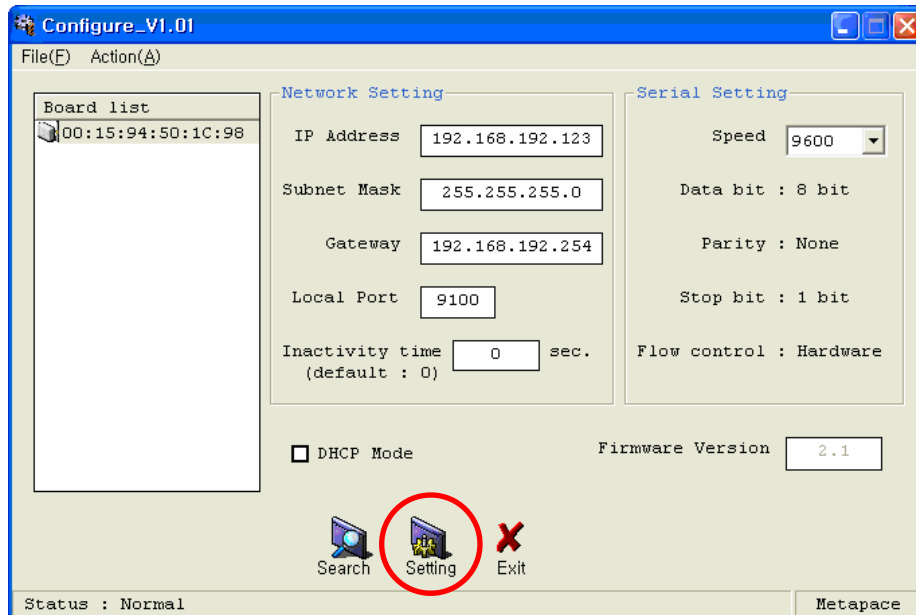 Configure_V1.01
File(F) Action(A)
Board list
00:15:94:50:1C:98
Network Setting
IP Address 192.168.192.123
Subnet Mask 255.255.255.0
Gateway 192.168.192.254
Local Port 9100
Inactivity time 0 sec.
(default : 0)
Serial Setting
Speed 9600
Data bit : 8 bit
Parity : None
Stop bit : 1 bit
Flow control : Hardware
DHCP Mode
Firmware Version 2.1
Search Setting Exit
Status : Normal Metapace